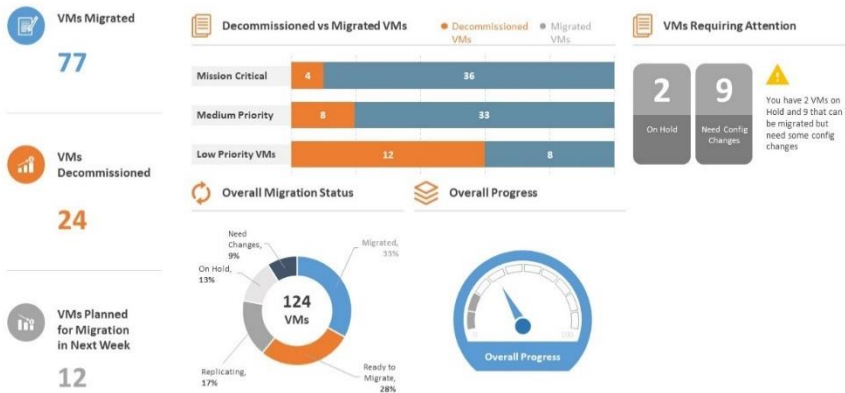 VMs Migrated
77
VMs
Decommissioned
24
VMs Planned
for Migration
in Next Week
12
Decommissioned vs Migrated VMs
Decommissioned
VMs
Migrated
VMs
Mission Critical
4
36
Medium Priority
8
33
Low Priority VMs
12
8
VMs Requiring Attention
2
On Hold
9
Need Config
Changes
You have 2 VMs on
Hold and 9 that can
be migrated but
need some config
changes
Overall Migration Status
Need
Changes,
9%
Migrated,
33%
On Hold,
13%
124
VMs
Replicating,
17%
Ready to
Migrate,
28%
Overall Progress
0
100
Overall Progress